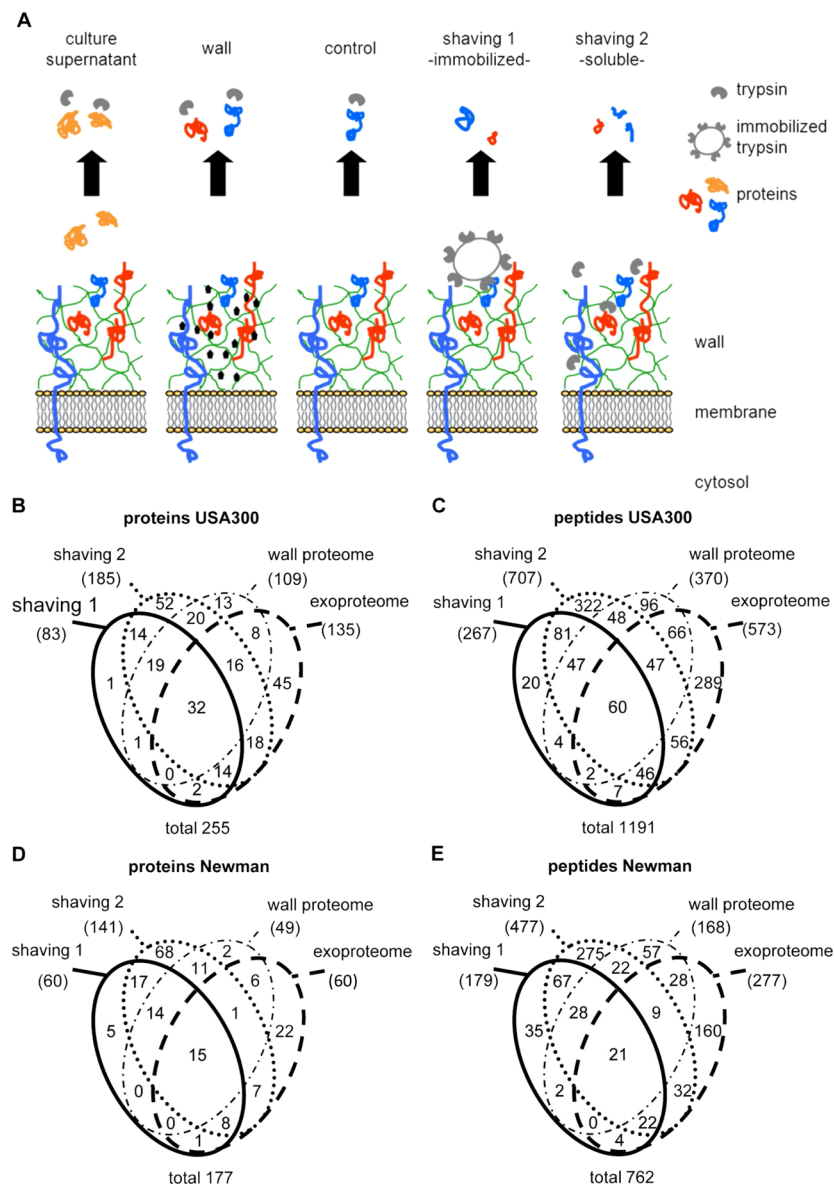 A
culture supernatant
wall
control
shaving 1 -immobilized-
shaving 2 -soluble-
trypsin
immobilized trypsin
proteins
wall
membrane
cytosol
B
proteins USA300
shaving 2
(185)
wall proteome
(109)
shaving 1
(83)
exoproteome
(135)
52
13
20
14
8
19
16
1
45
32
1
18
0
14
2
total 255
C
peptides USA300
shaving 2
(707)
wall proteome
(370)
shaving 1
(267)
exoproteome
(573)
322
96
48
81
66
47
47
20
289
60
4
56
2
46
7
total 1191
D
proteins Newman
shaving 2
(141)
wall proteome
(49)
shaving 1
(60)
exoproteome
(60)
68
2
11
17
6
14
1
5
22
15
0
7
0
8
1
total 177
E
peptides Newman
shaving 2
(477)
wall proteome
(168)
shaving 1
(179)
exoproteome
(277)
275
57
22
67
28
28
9
35
160
21
2
32
0
22
4
total 762